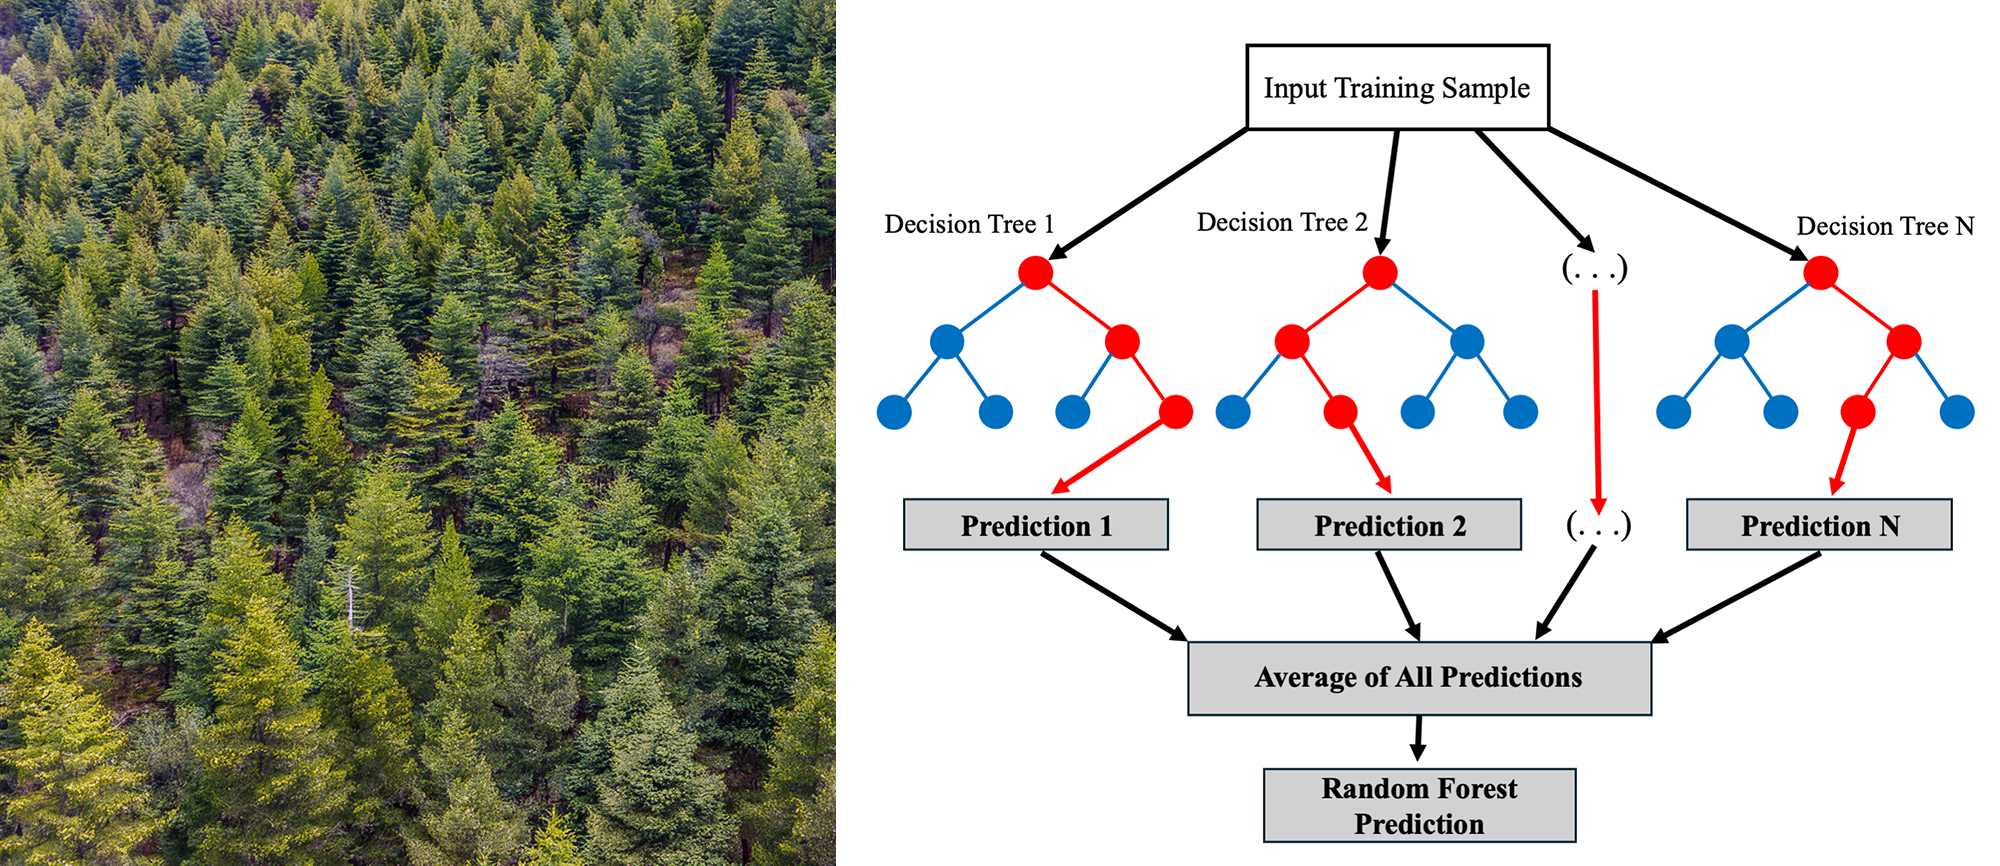 Input Training Sample
Decision Tree 1
Decision Tree 2
Decision Tree N
(. . .)
Prediction 1
Prediction 2
(. . .)
Prediction N
Average of All Predictions
Random Forest
Prediction